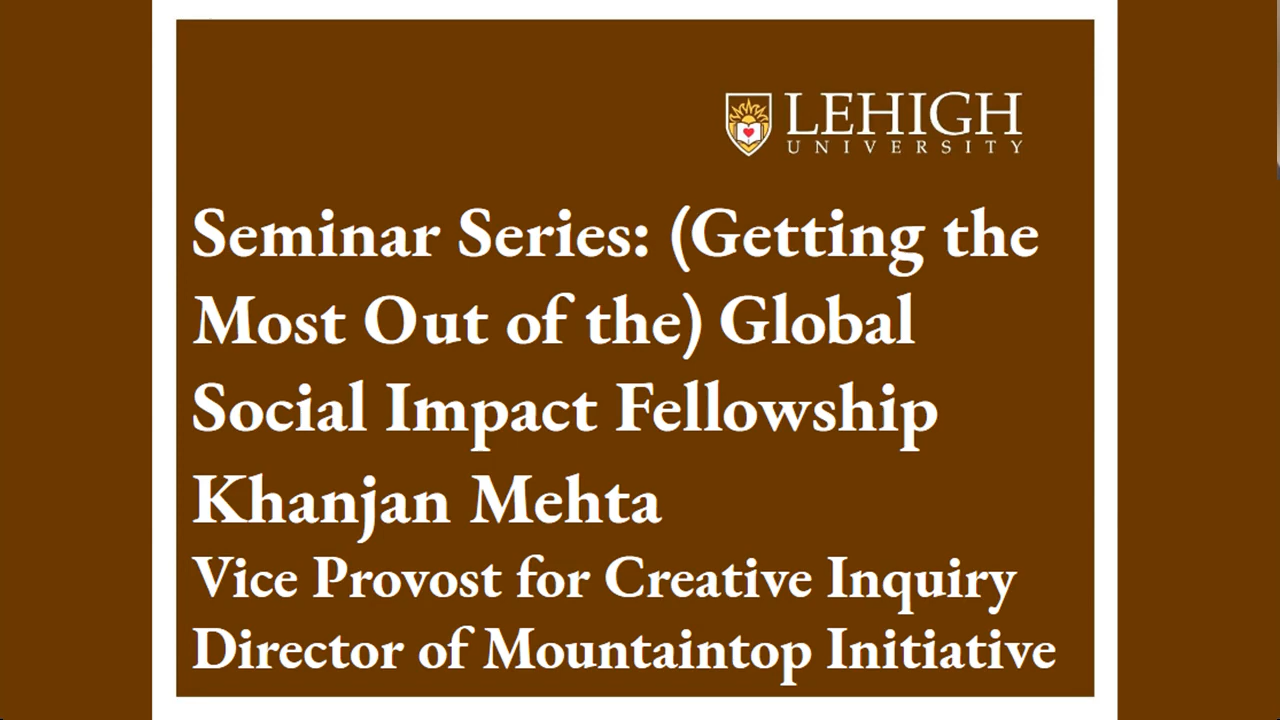 LEHIGH
UNIVERSITY
Seminar Series: (Getting the
Most Out of the) Global
Social Impact Fellowship
Khanjan Mehta
Vice Provost for Creative Inquiry
Director of Mountaintop Initiative